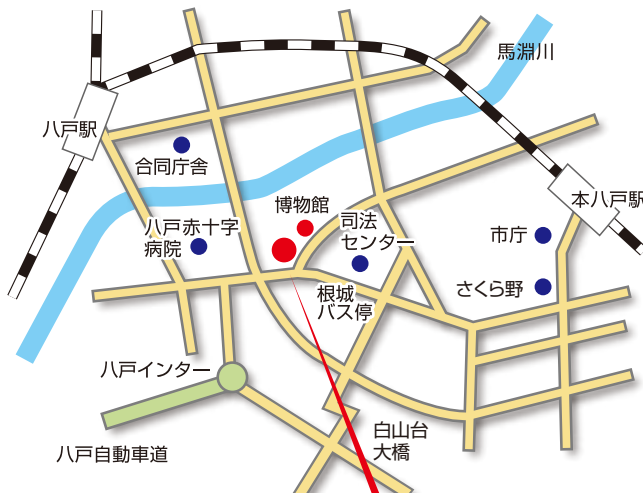 馬淵川
八戸駅
合同庁舎
本八戸駅
博物館
八戸赤十字
病院
司法
センター
市庁
さくら野
根城
バス停
八戸インター
白山台
大橋
八戸自動車道